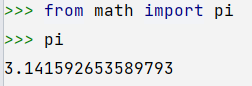 >>> from math import pi
>>> pi
3.141592653589793